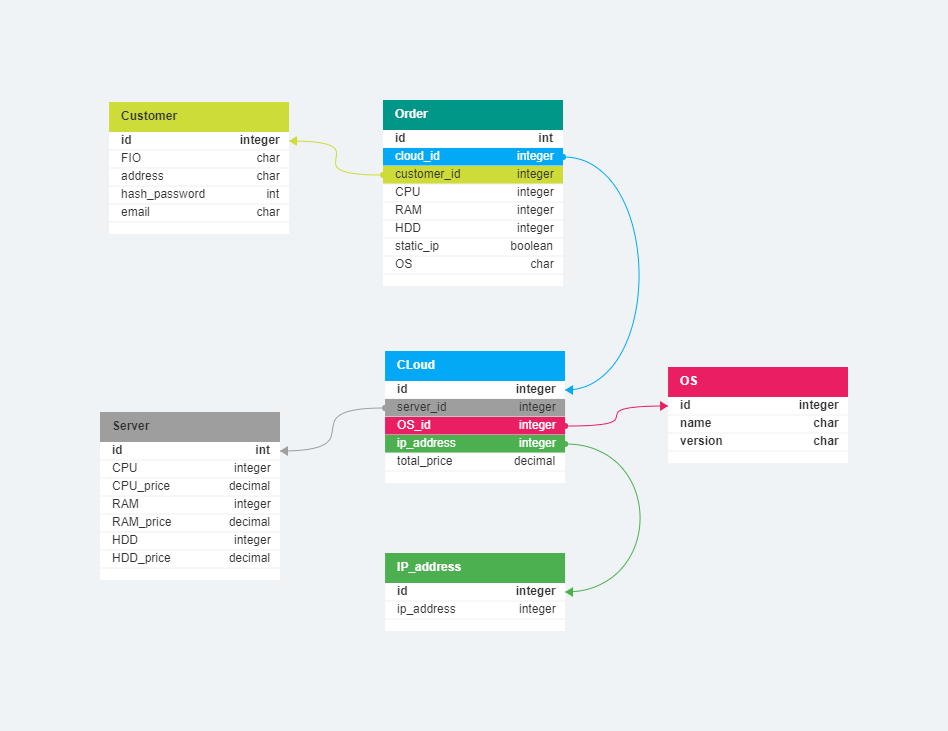 Customer
id integer
FIO char
address char
hash_password int
email char
Order
id int
cloud_id integer
customer_id integer
CPU integer
RAM integer
HDD integer
static_ip boolean
OS char
CLoud
id integer
server_id integer
OS_id integer
ip_address integer
total_price decimal
OS
id integer
name char
version char
Server
id int
CPU integer
CPU_price decimal
RAM integer
RAM_price decimal
HDD integer
HDD_price decimal
IP_address
id integer
ip_address integer